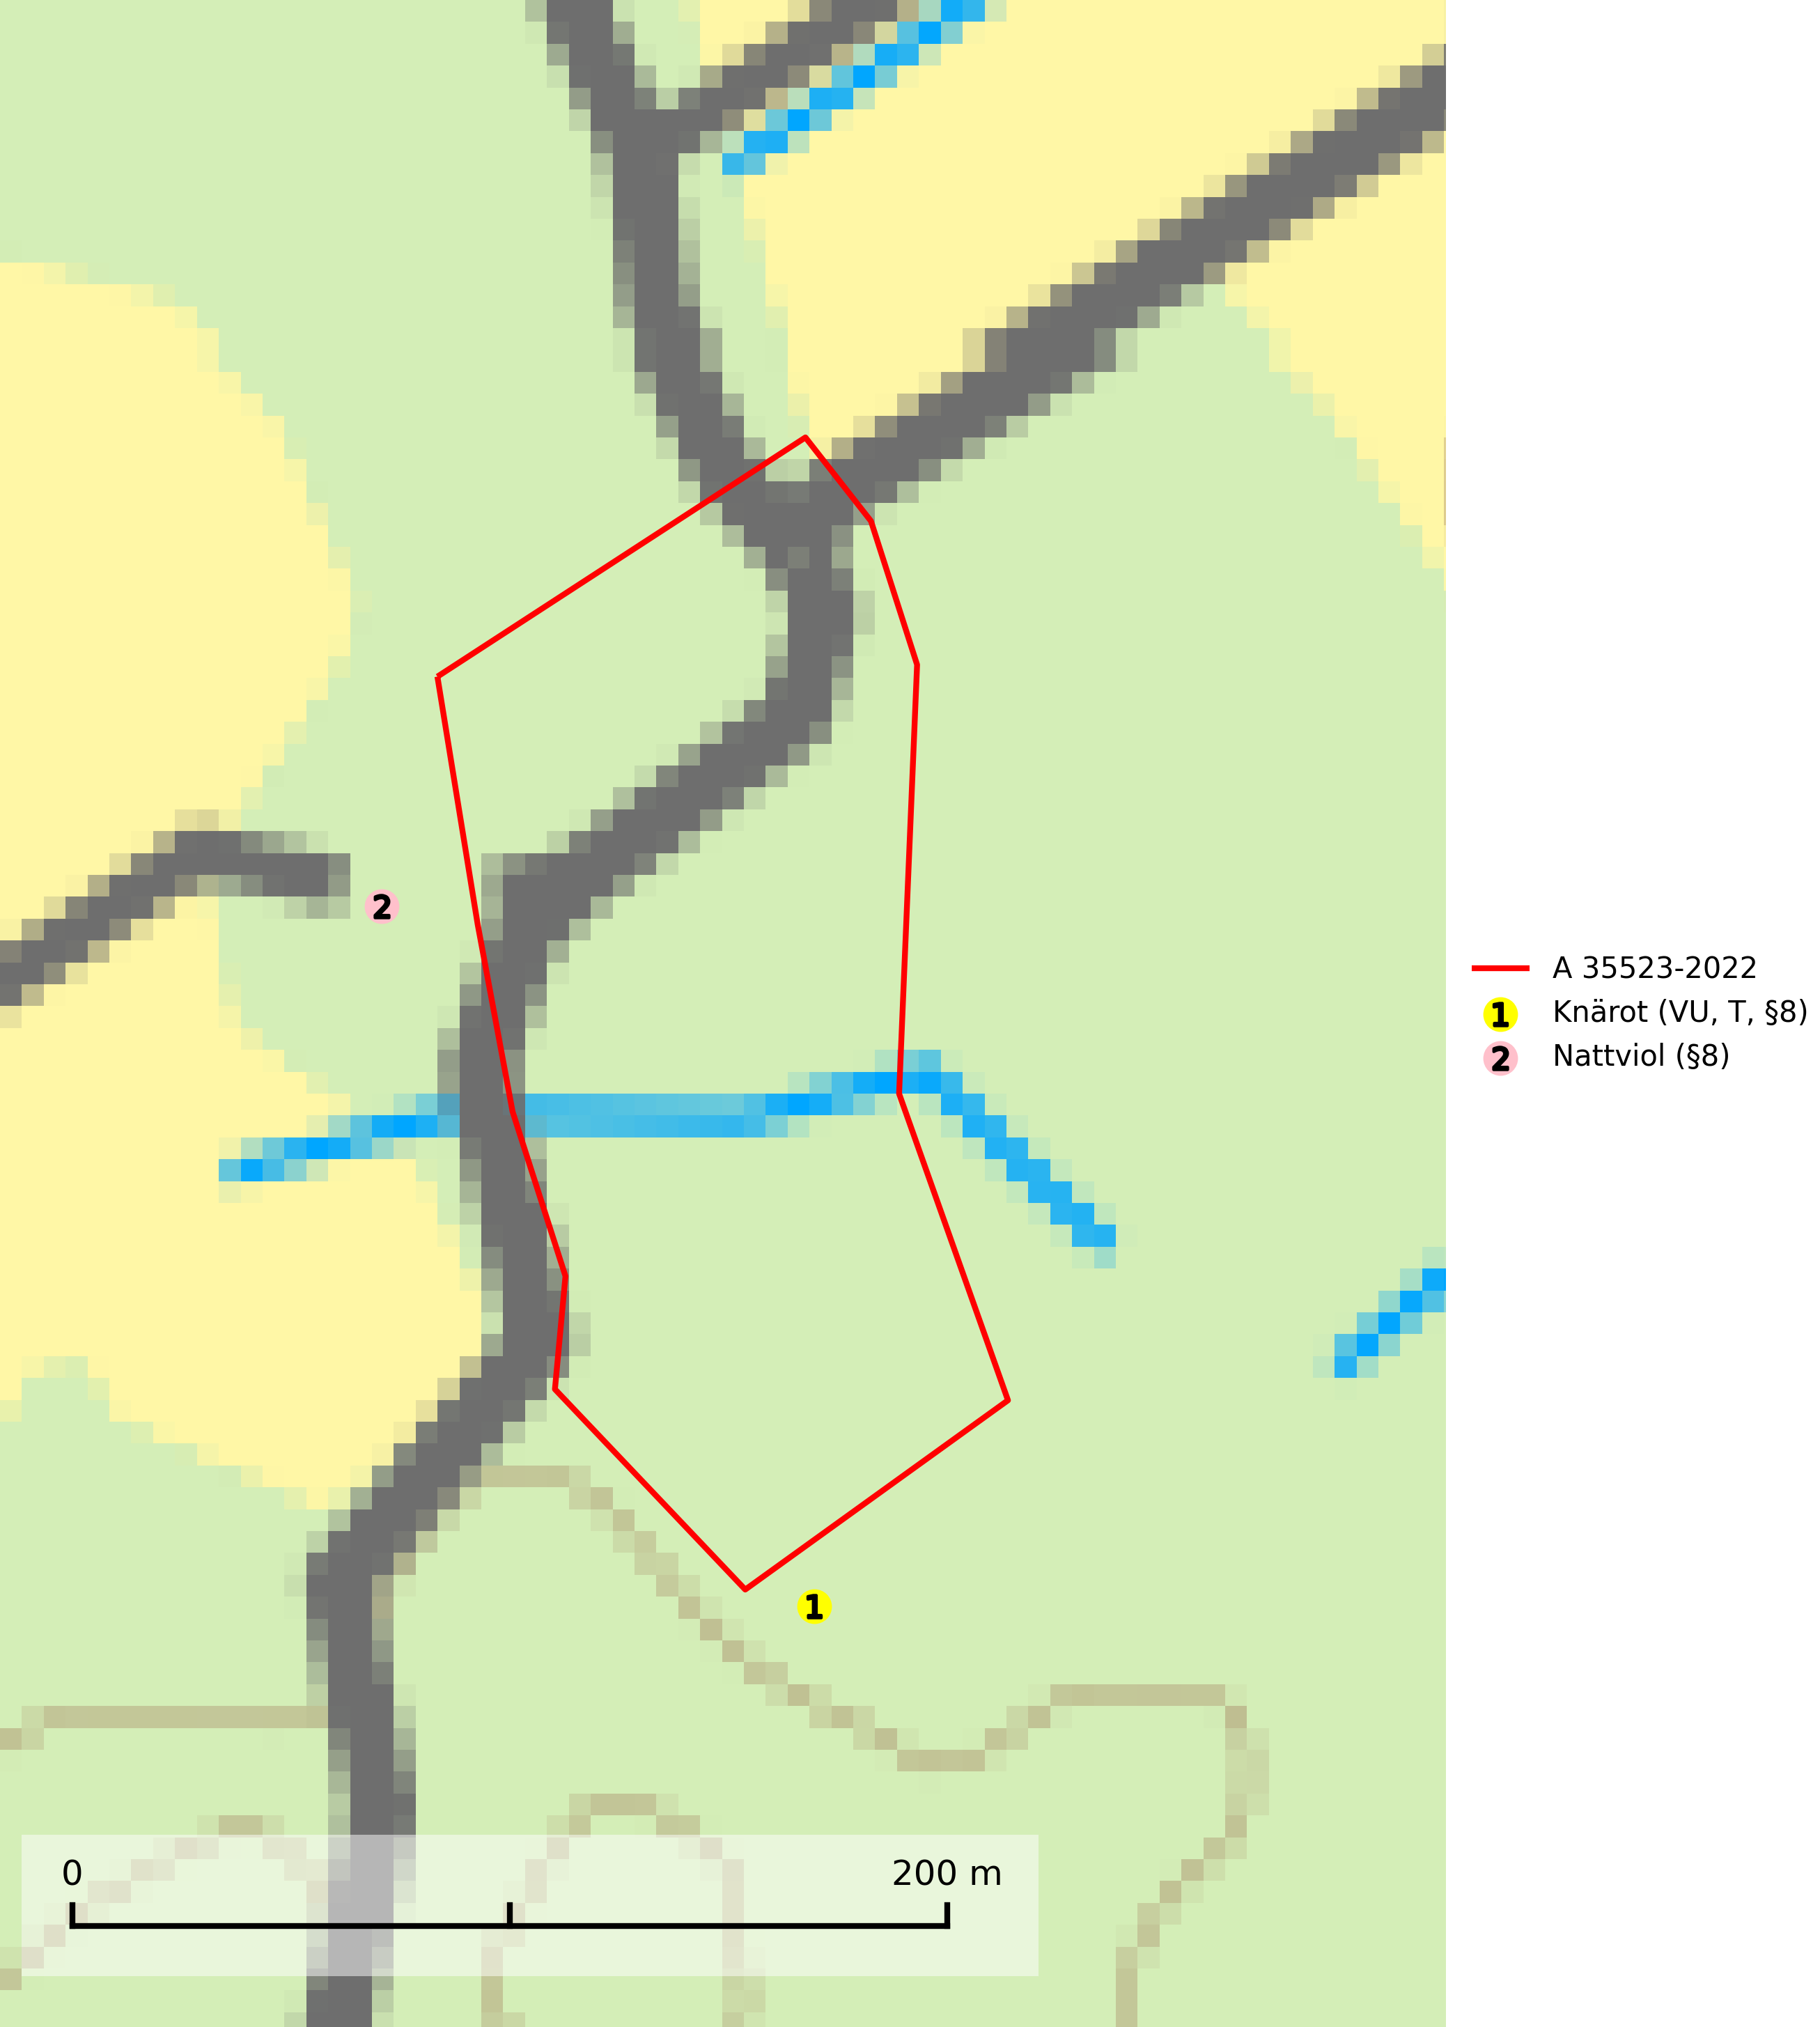 2
A 35523-2022
1 Knärot (VU, T, §8)
2 Nattviol (§8)
1
0 200 m